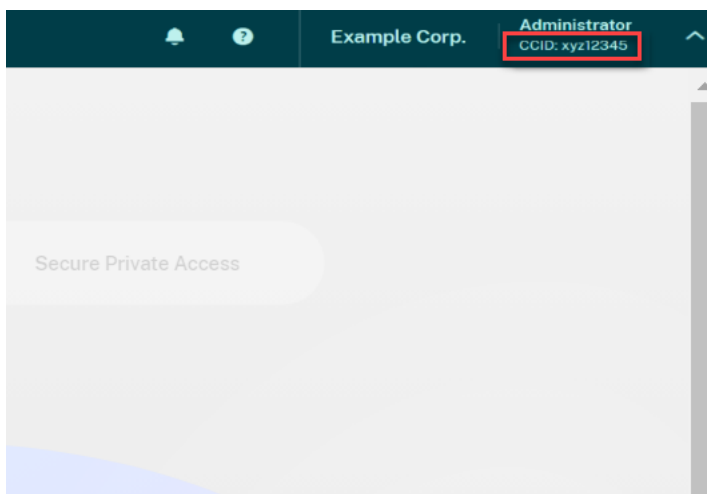 Example Corp.
Administrator
CCID: xyz12345
Secure Private Access